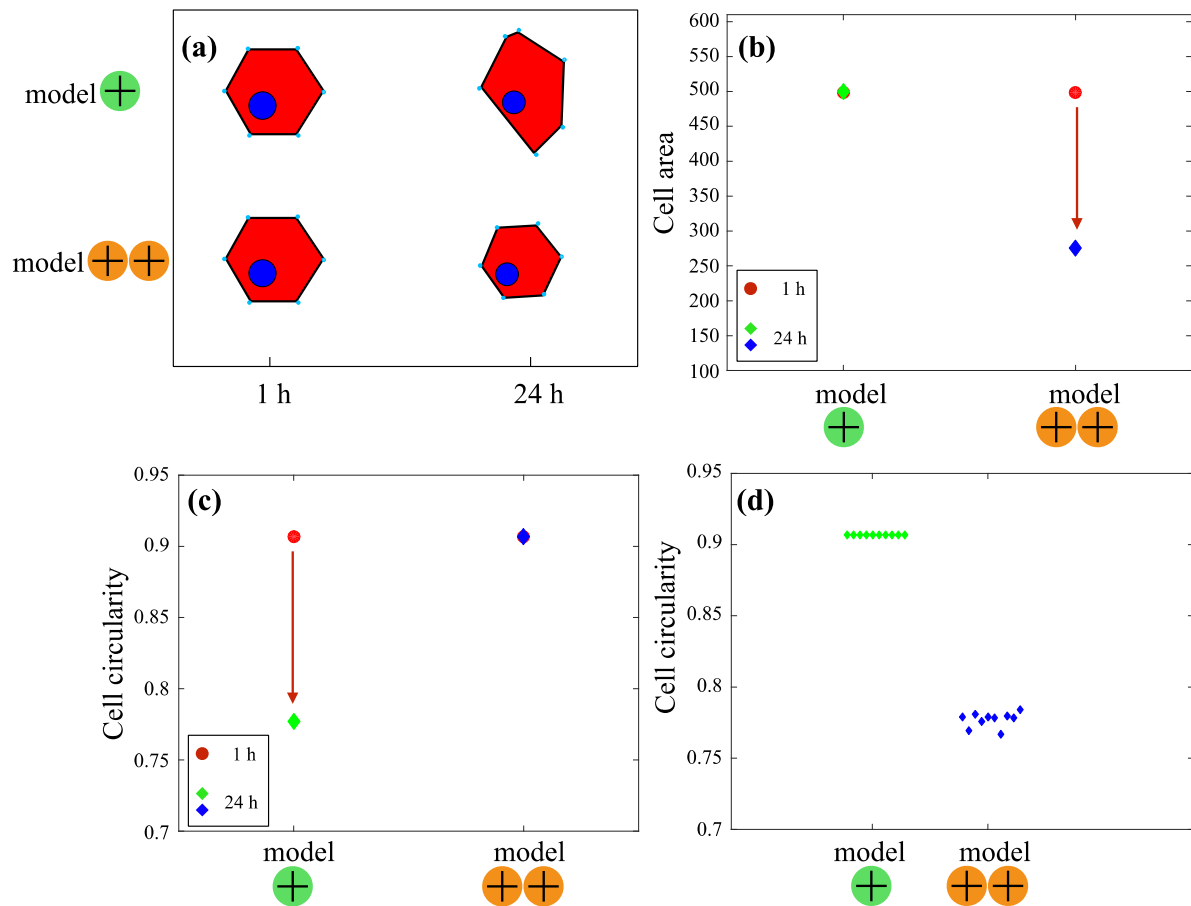 (a)
model
model
1 h
24 h
(b)
Cell area
600
550
500
450
400
350
300
250
200
150
100
1 h
24 h
model
model
(c)
Cell circularity
0.95
0.9
0.85
0.8
0.75
0.7
1 h
24 h
model
model
(d)
Cell circularity
0.95
0.9
0.85
0.8
0.75
0.7
model
model